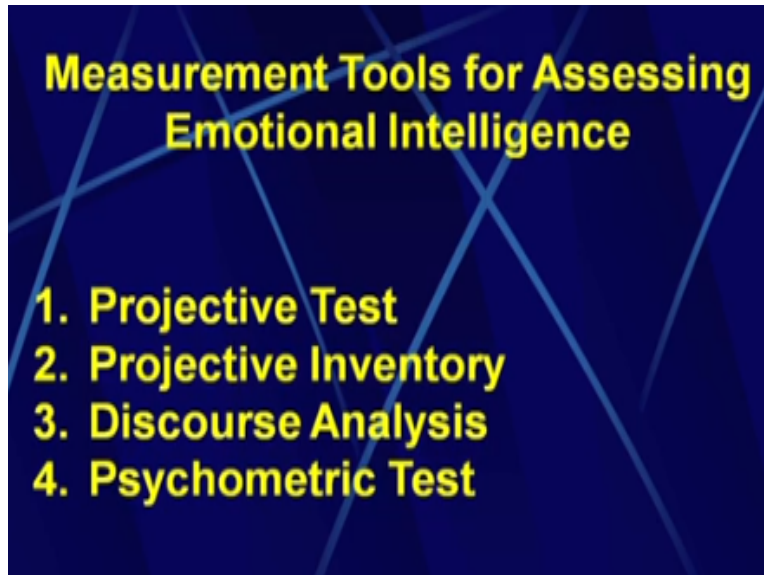 Measurement Tools for Assessing
Emotional Intelligence
1. Projective Test
2. Projective Inventory
3. Discourse Analysis
4. Psychometric Test